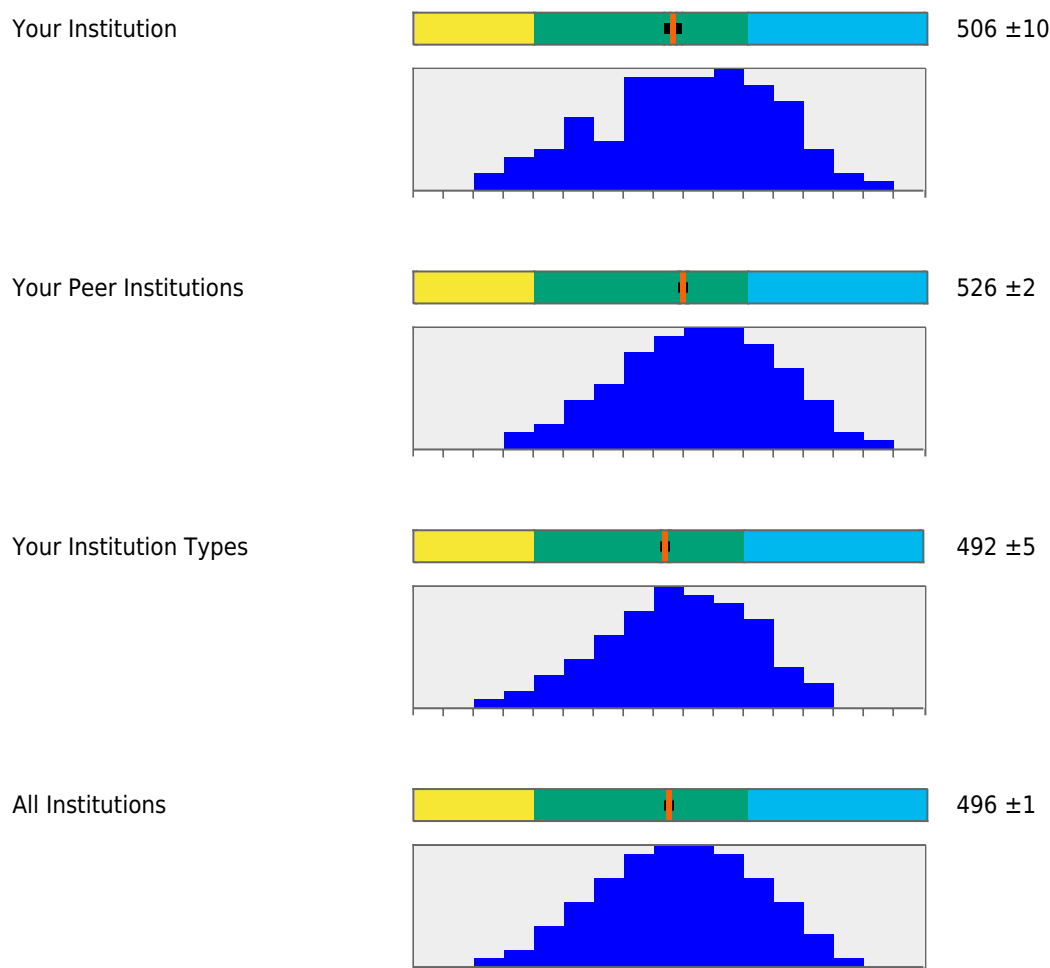 Your Institution 506 ±10
Your Peer Institutions 526 ±2
Your Institution Types 492 ±5
All Institutions 496 ±1